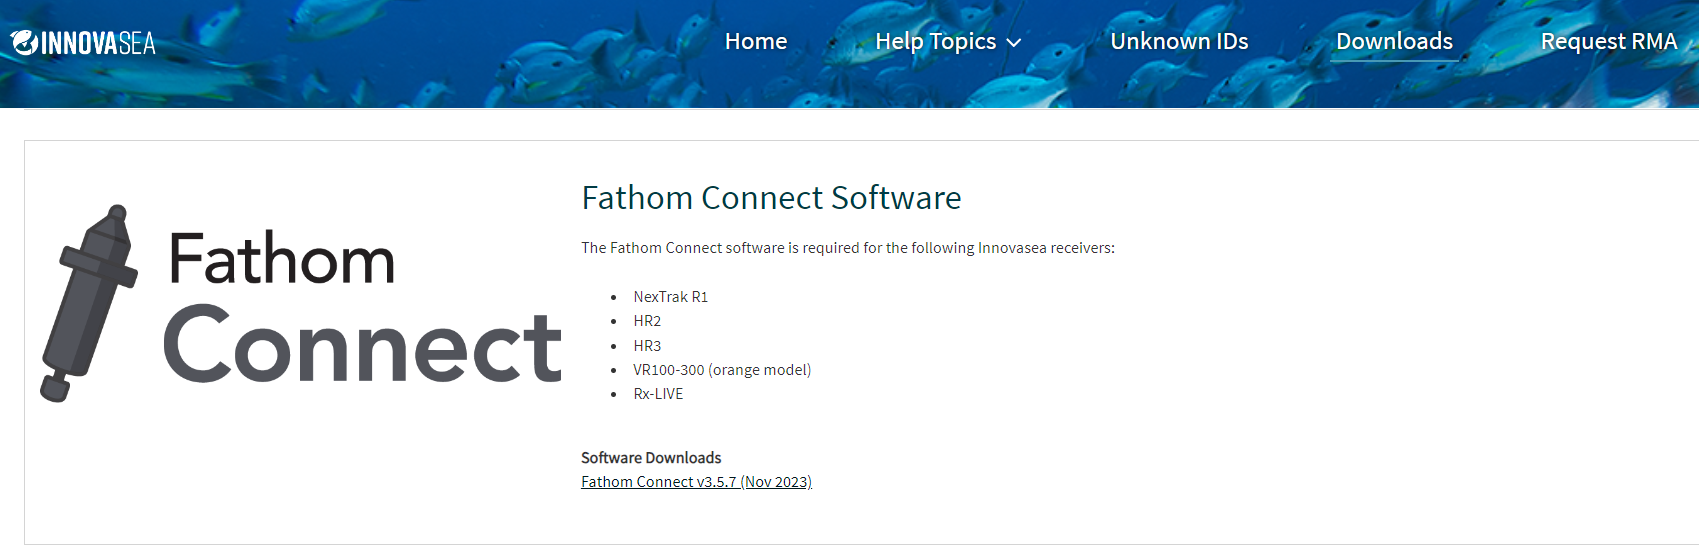 INNOVASEA
Home
Help Topics
Unknown IDs
Downloads
Request RMA
Fathom
Connect
Fathom Connect Software
The Fathom Connect software is required for the following Innovasea receivers:
NexTrak R1
HR2
HR3
VR100-300 (orange model)
Rx-LIVE
Software Downloads
Fathom Connect v3.5.7 (Nov 2023)